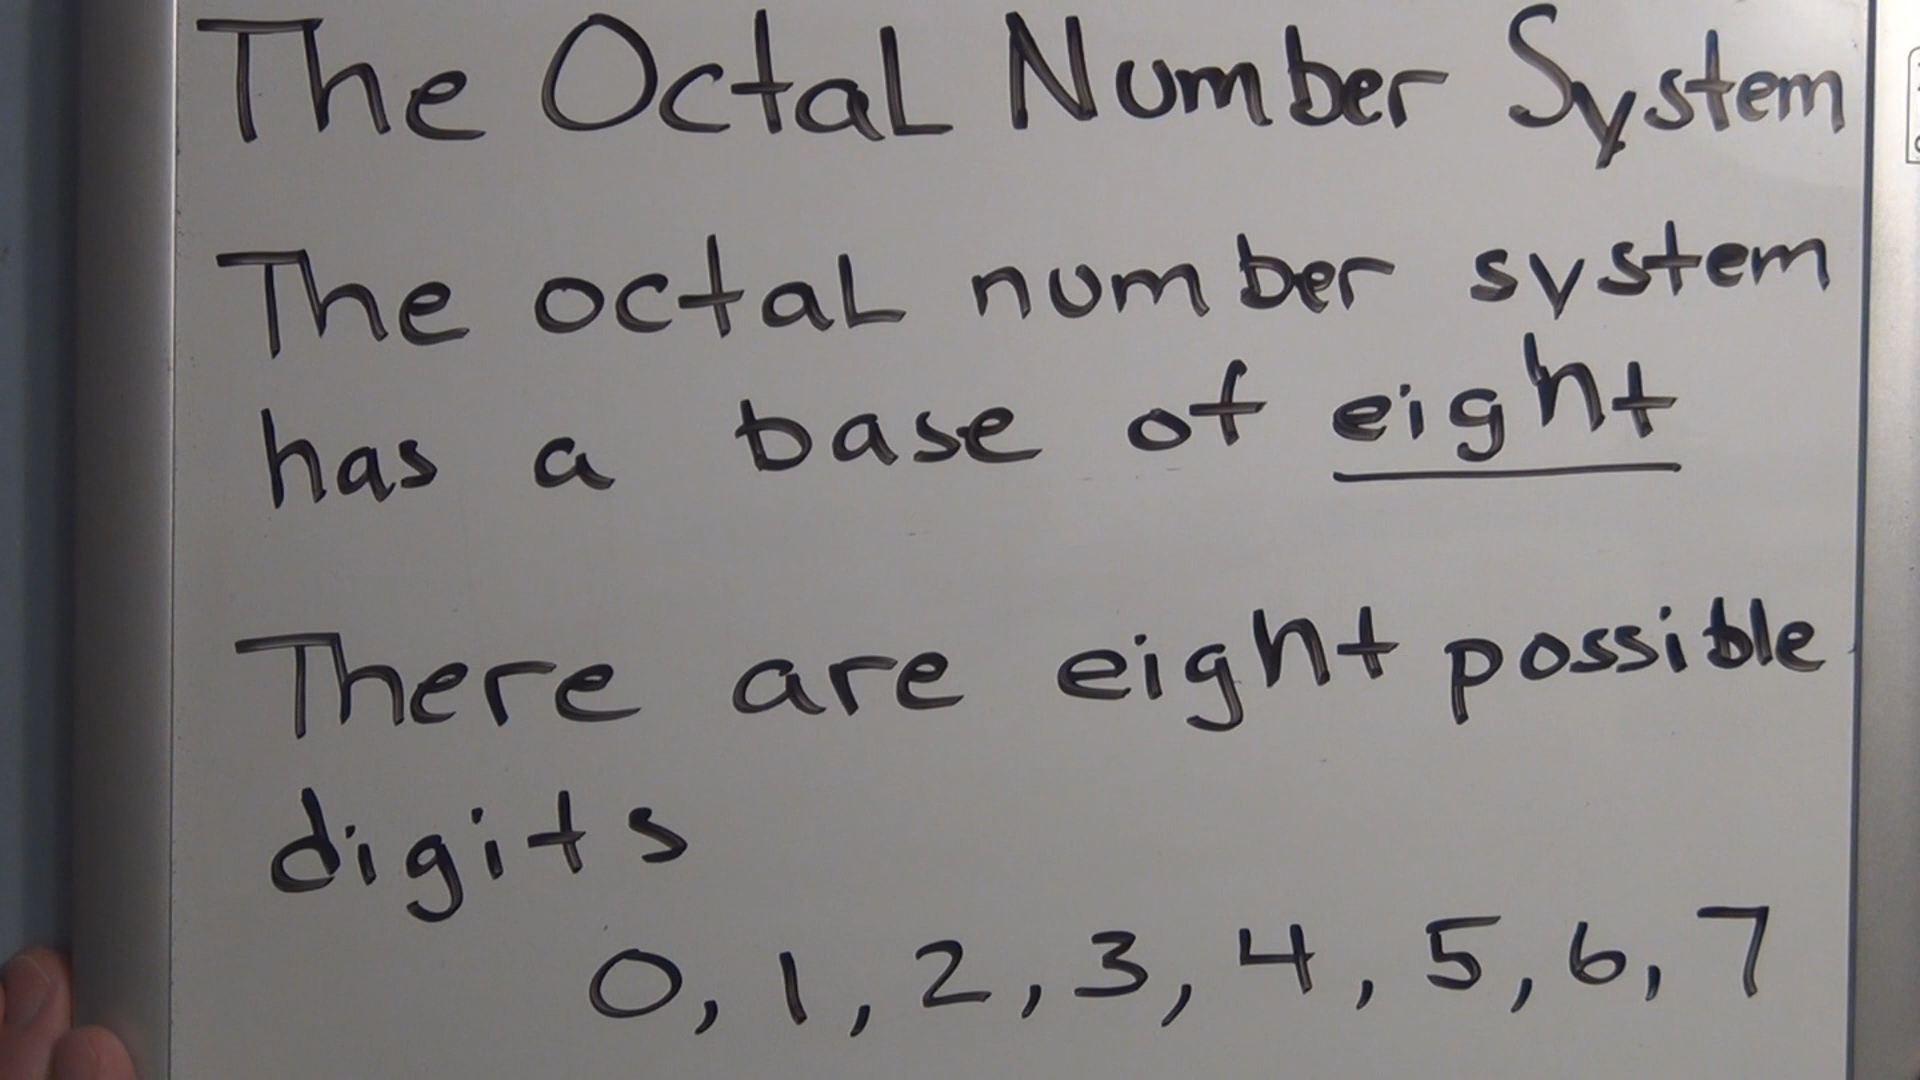 The Octal Number System
The octal number system
has a base of eight
There are eight possible
digits
0, 1, 2, 3, 4, 5, 6, 7